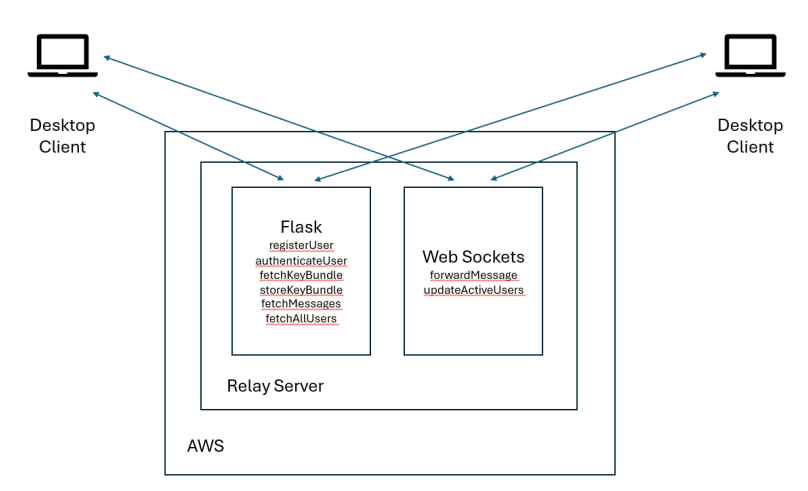 Desktop
Client
Desktop
Client
Flask
registerUser
authenticateUser
fetchKeyBundle
storeKeyBundle
fetchMessages
fetchAllUsers
Web Sockets
forwardMessage
updateActiveUsers
Relay Server
AWS